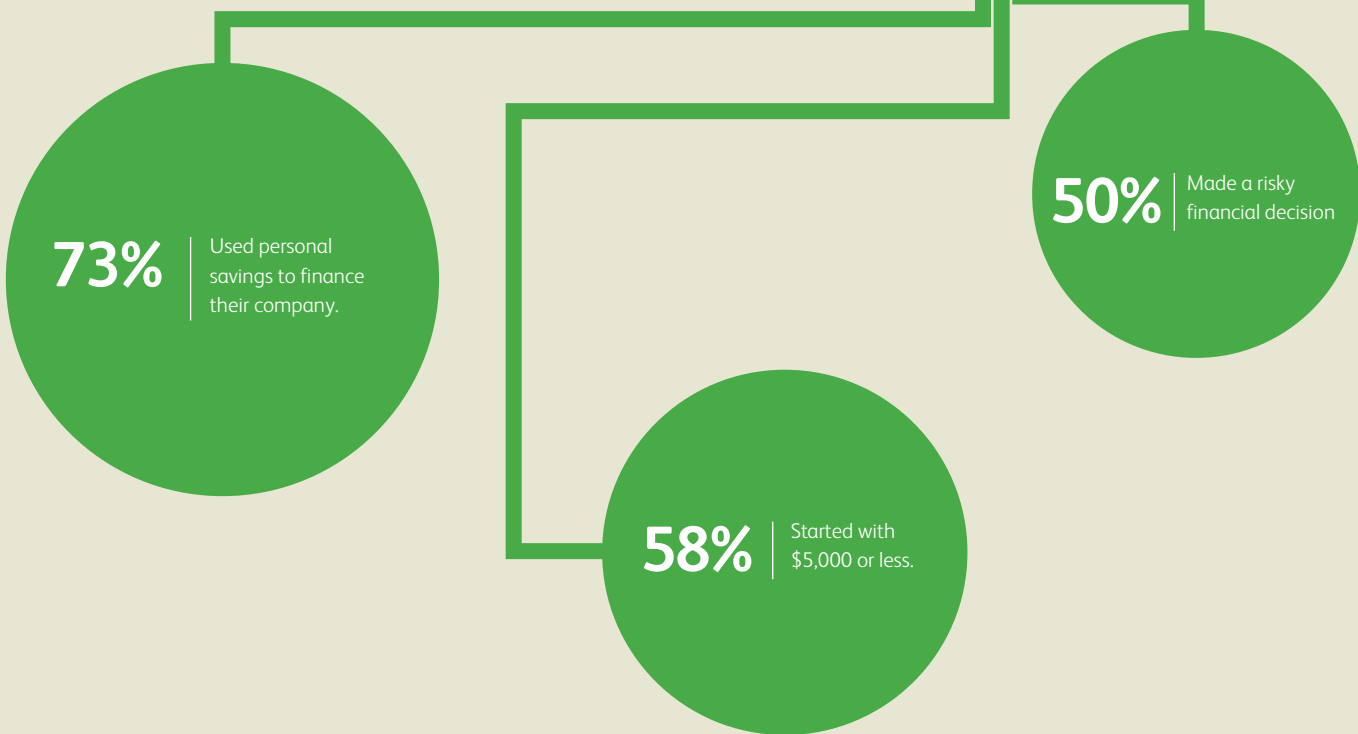 73%
Used personal
savings to finance
their company.
58%
Started with
$5,000 or less.
50%
Made a risky
financial decision